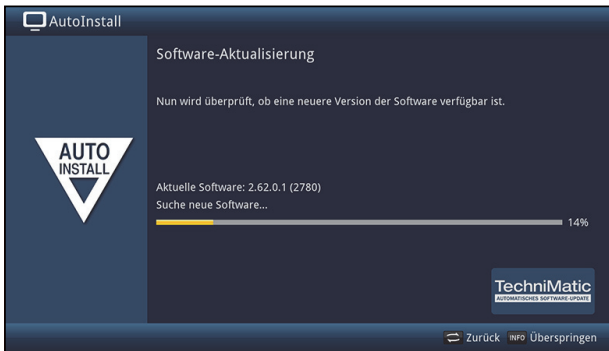 AutoInstall
Software-Aktualisierung
Nun wird überprüft, ob eine neuere Version der Software verfügbar ist.
AUTO
INSTALL
Aktuelle Software: 2.62.0.1 (2780)
Suche neue Software...
14%
TechniMatic
AUTOMATISCHES SOFTWARE-UPDATE
Zurück INFO Überspringen